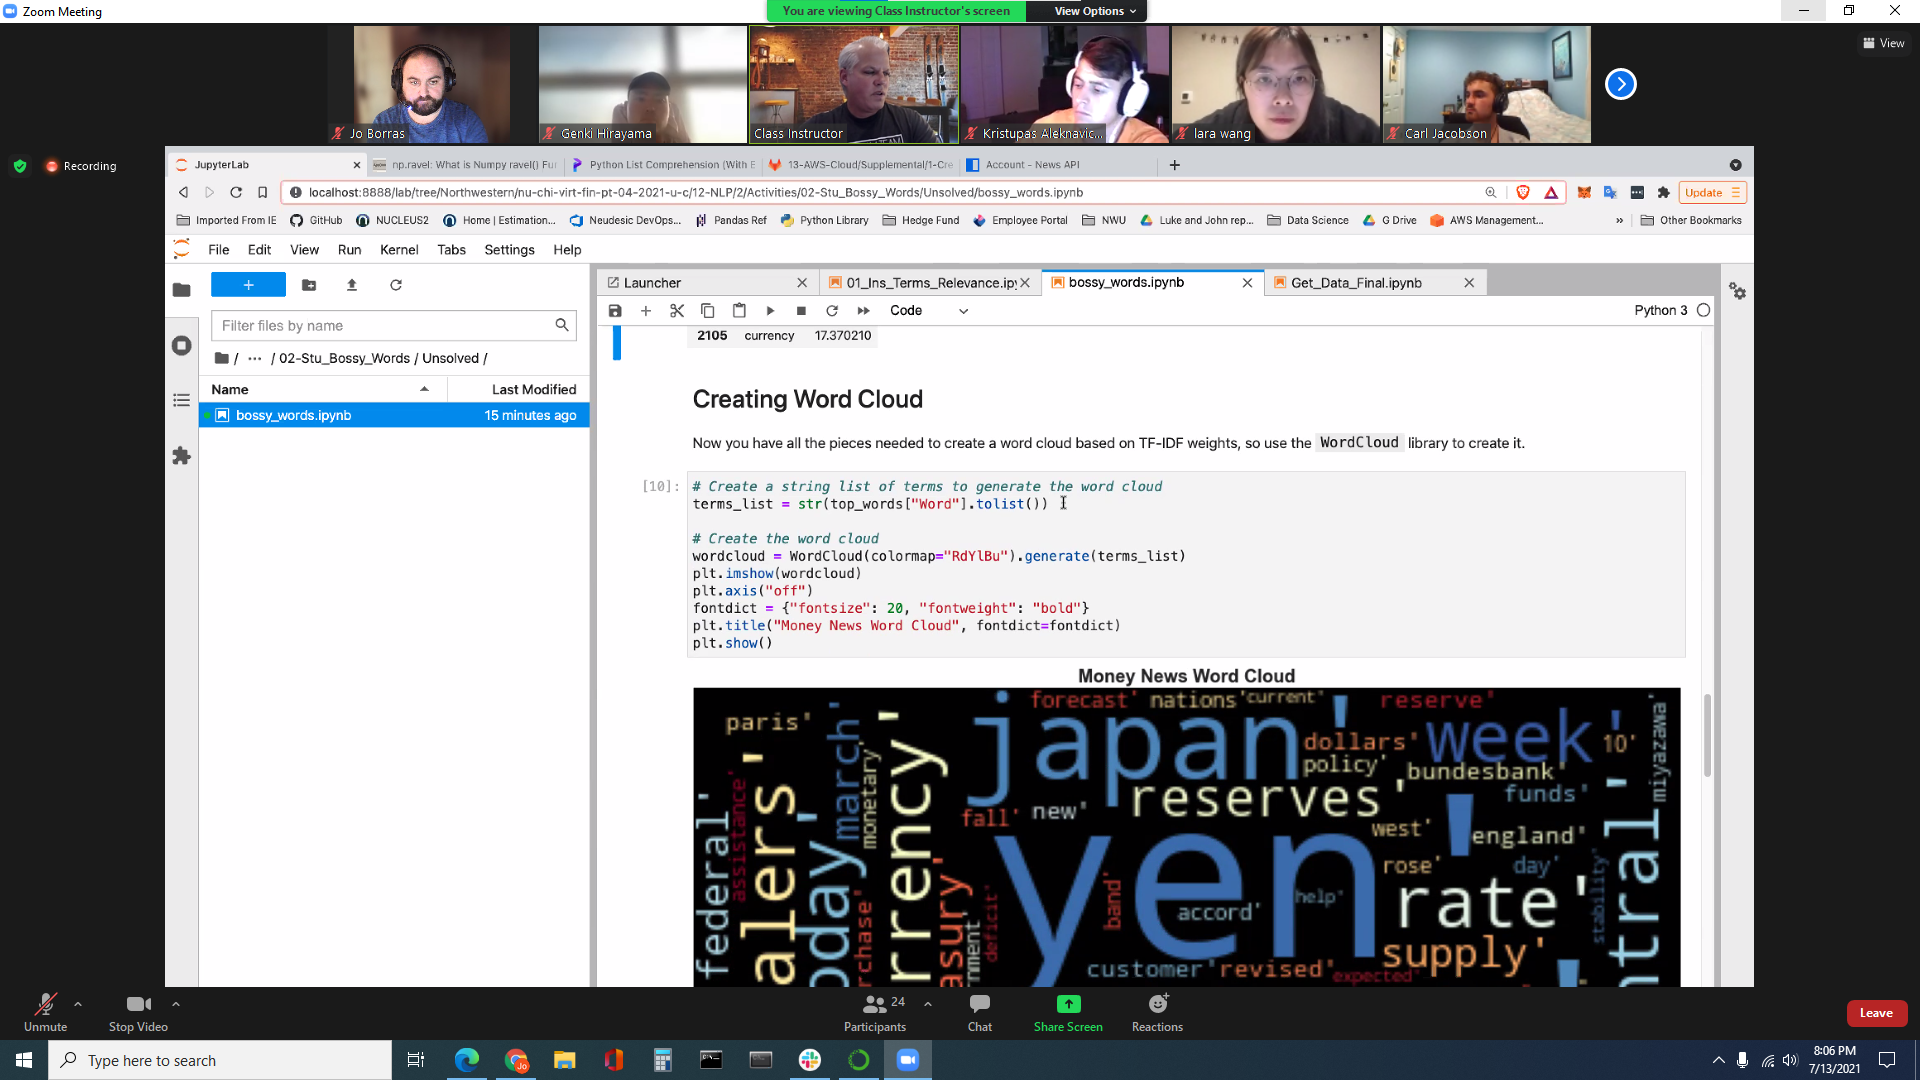 Zoom Meeting
You are viewing Class Instructor's screen
View Options
View
Jo Borras
Genki Hirayama
Class Instructor
Kristupas Aleknavic...
lara wang
Carl Jacobson
Recording
JupyterLab
np.ravel: What is Numpy ravel() Fur
Python List Comprehension (With E
13-AWS-Cloud/Supplemental/1-Cre
Account - News API
localhost:8888/lab/tree/Northwestern/nu-chi-virt-fin-pt-04-2021-u-c/12-NLP/2/Activities/02-Stu_Bossy_Words/Unsolved/bossy_words.ipynb
Update
Imported From IE
GitHub
NUCLEUS2
Home | Estimation...
Neudesic DevOps...
Pandas Ref
Python Library
Hedge Fund
Employee Portal
NWU
Luke and John rep...
Data Science
G Drive
AWS Management...
»
Other Bookmarks
File Edit View Run Kernel Tabs Settings Help
Launcher
01_Ins_Terms_Relevance.ipy
bossy_words.ipynb
Get_Data_Final.ipynb
Code
Python 3
Filter files by name
/ ··· / 02-Stu_Bossy_Words / Unsolved /
Name Last Modified
bossy_words.ipynb 15 minutes ago
2105 currency 17.370210
Creating Word Cloud
Now you have all the pieces needed to create a word cloud based on TF-IDF weights, so use the WordCloud library to create it.
[10]:
# Create a string list of terms to generate the word cloud
terms_list = str(top_words["Word"].tolist())
# Create the word cloud
wordcloud = WordCloud(colormap="RdYlBu").generate(terms_list)
plt.imshow(wordcloud)
plt.axis("off")
fontdict = {"fontsize": 20, "fontweight": "bold"}
plt.title("Money News Word Cloud", fontdict=fontdict)
plt.show()
Money News Word Cloud
forecast'
nations'
current'
reserve'
paris'
march'
japan'
dollars'
week'
10'
policy'
bundesbank'
miyazawa'
monetary
reserves'
funds'
federal'
assistance'
alers'
oday'
rrency
fall'
new'
yen'
west'
england'
rose'
day'
rate'
stability'
ntral'
band'
help'
accord'
rchase'
asury'
rnment
deficit'
supply'
customer'
revised'
expected'
Unmute
Stop Video
24
Participants
Chat
Share Screen
Reactions
Leave
Type here to search
8:06 PM
7/13/2021